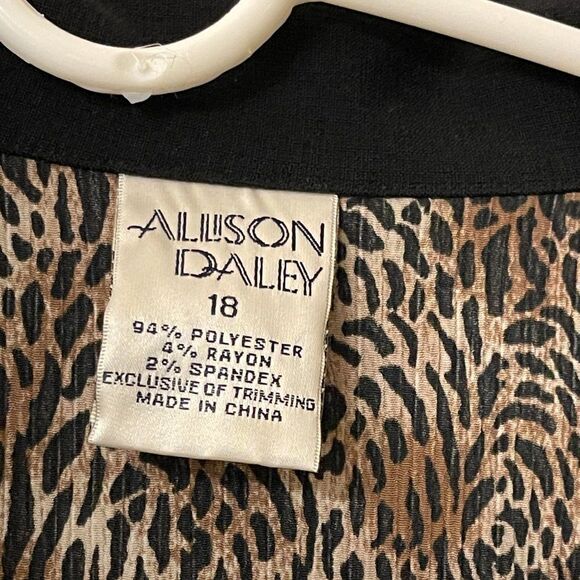 ALLISON
DALEY
18
94% POLYESTER
4% RAYON
2% SPANDEX
EXCLUSIVE OF TRIMMING
MADE IN CHINA